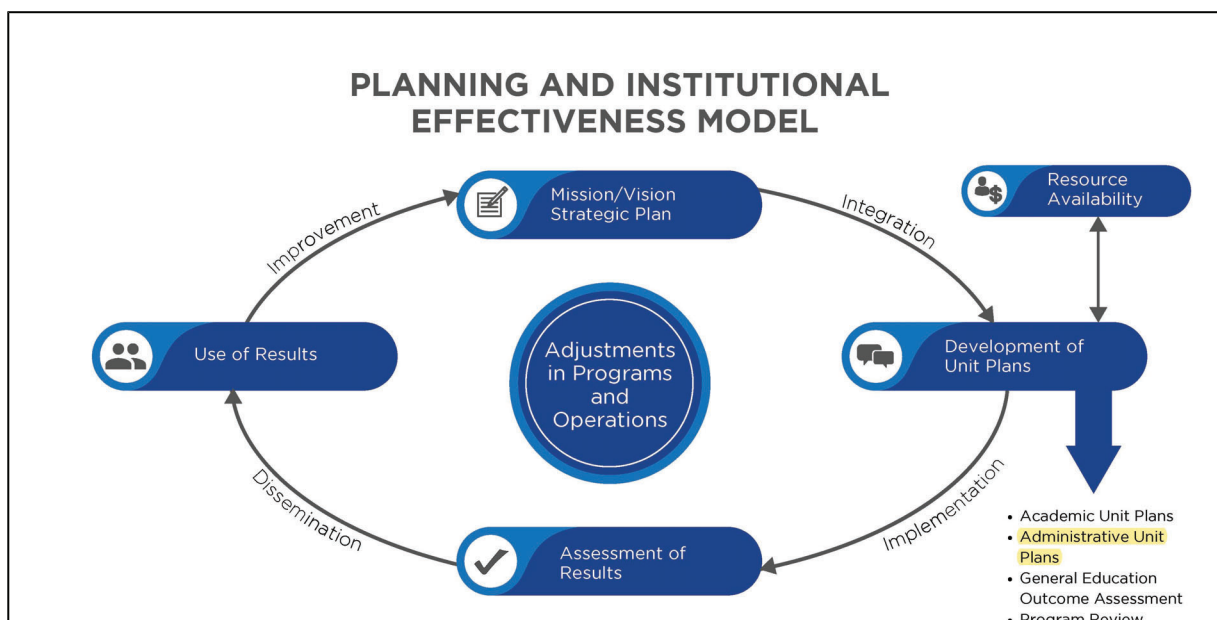 PLANNING AND INSTITUTIONAL
EFFECTIVENESS MODEL
Mission/Vision
Strategic Plan
Resource
Availability
Improvement
Integration
Use of Results
Adjustments
in Programs
and
Operations
Development of
Unit Plans
Dissemination
Implementation
Assessment of
Results
• Academic Unit Plans
• Administrative Unit
Plans
• General Education
Outcome Assessment
• Program Review